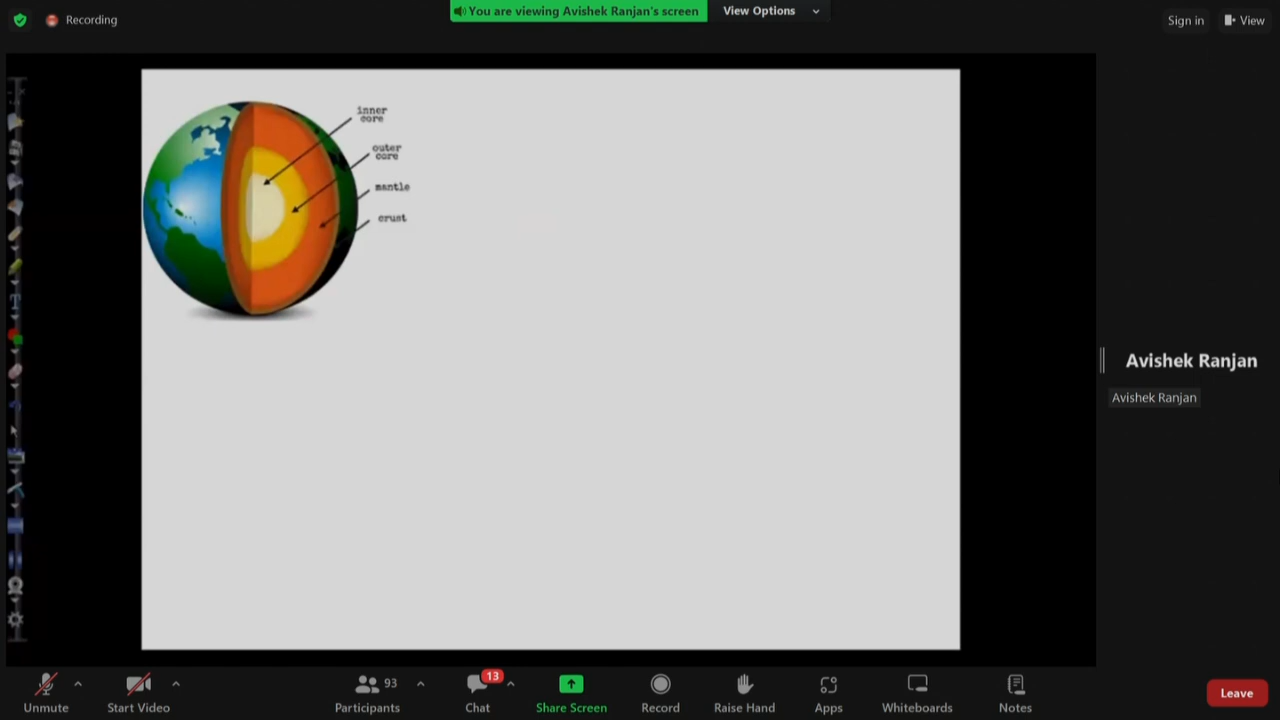 Recording
You are viewing Avishek Ranjan's screen
View Options
Sign in
View
inner
core
outer
core
mantle
crust
Avishek Ranjan
Avishek Ranjan
Unmute
Start Video
93
Participants
13
Chat
Share Screen
Record
Raise Hand
Apps
Whiteboards
Notes
Leave